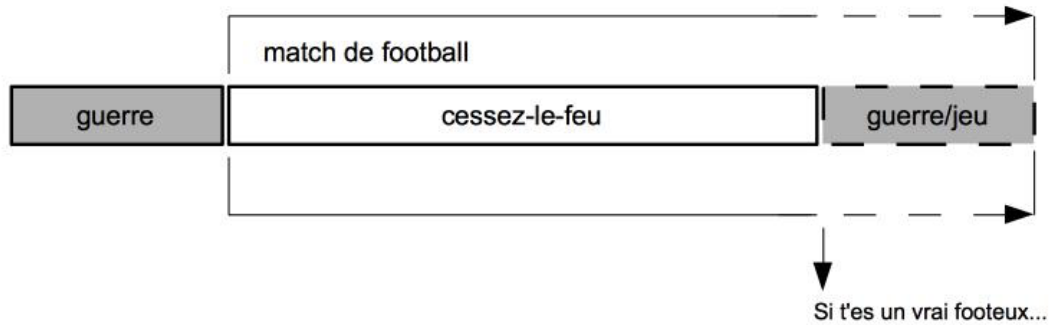 match de football
guerre
cessez-le-feu
guerre/jeu
Si t'es un vrai footeux...